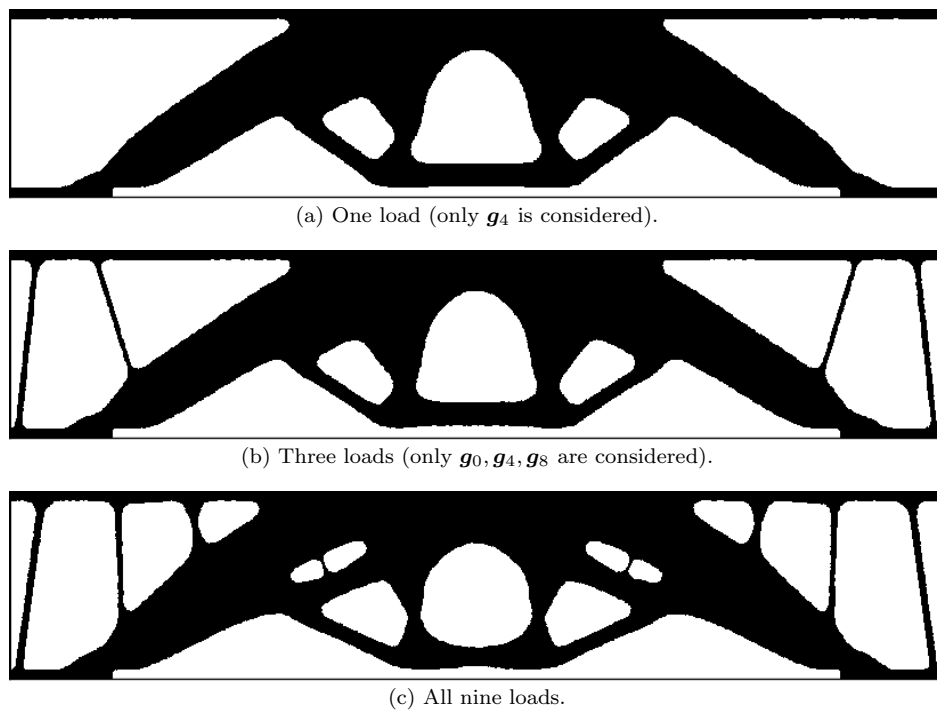 (a) One load (only g₄ is considered).
(b) Three loads (only g₀, g₄, g₈ are considered).
(c) All nine loads.